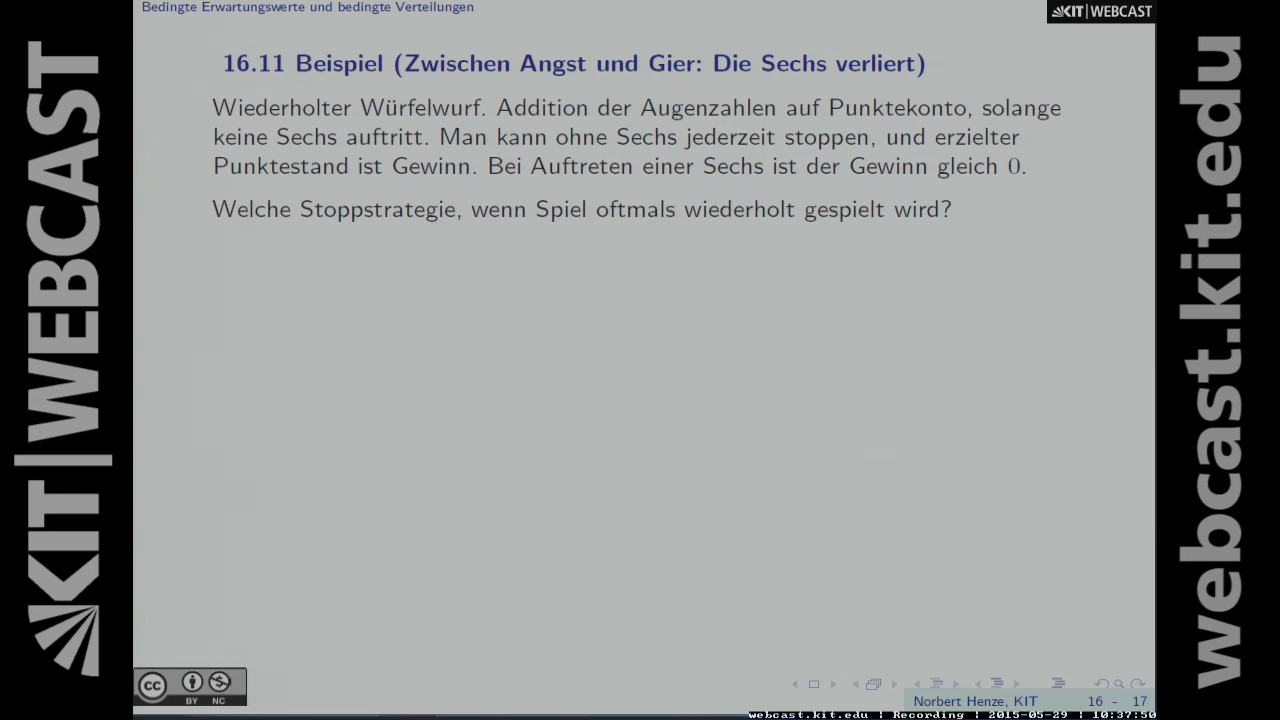 Bedingte Erwartungswerte und bedingte Verteilungen
KIT|WEBCAST
16.11 Beispiel (Zwischen Angst und Gier: Die Sechs verliert)
Wiederholter Würfelwurf. Addition der Augenzahlen auf Punktekonto, solange
keine Sechs auftritt. Man kann ohne Sechs jederzeit stoppen, und erzielter
Punktestand ist Gewinn. Bei Auftreten einer Sechs ist der Gewinn gleich 0.
Welche Stoppstrategie, wenn Spiel oftmals wiederholt gespielt wird?
KIT|WEBCAST
webcast.kit.edu
cc
BY NC
Norbert Henze, KIT 16 - 17
webcast.kit.edu | Recording | 2015-05-29 | 10:37:50